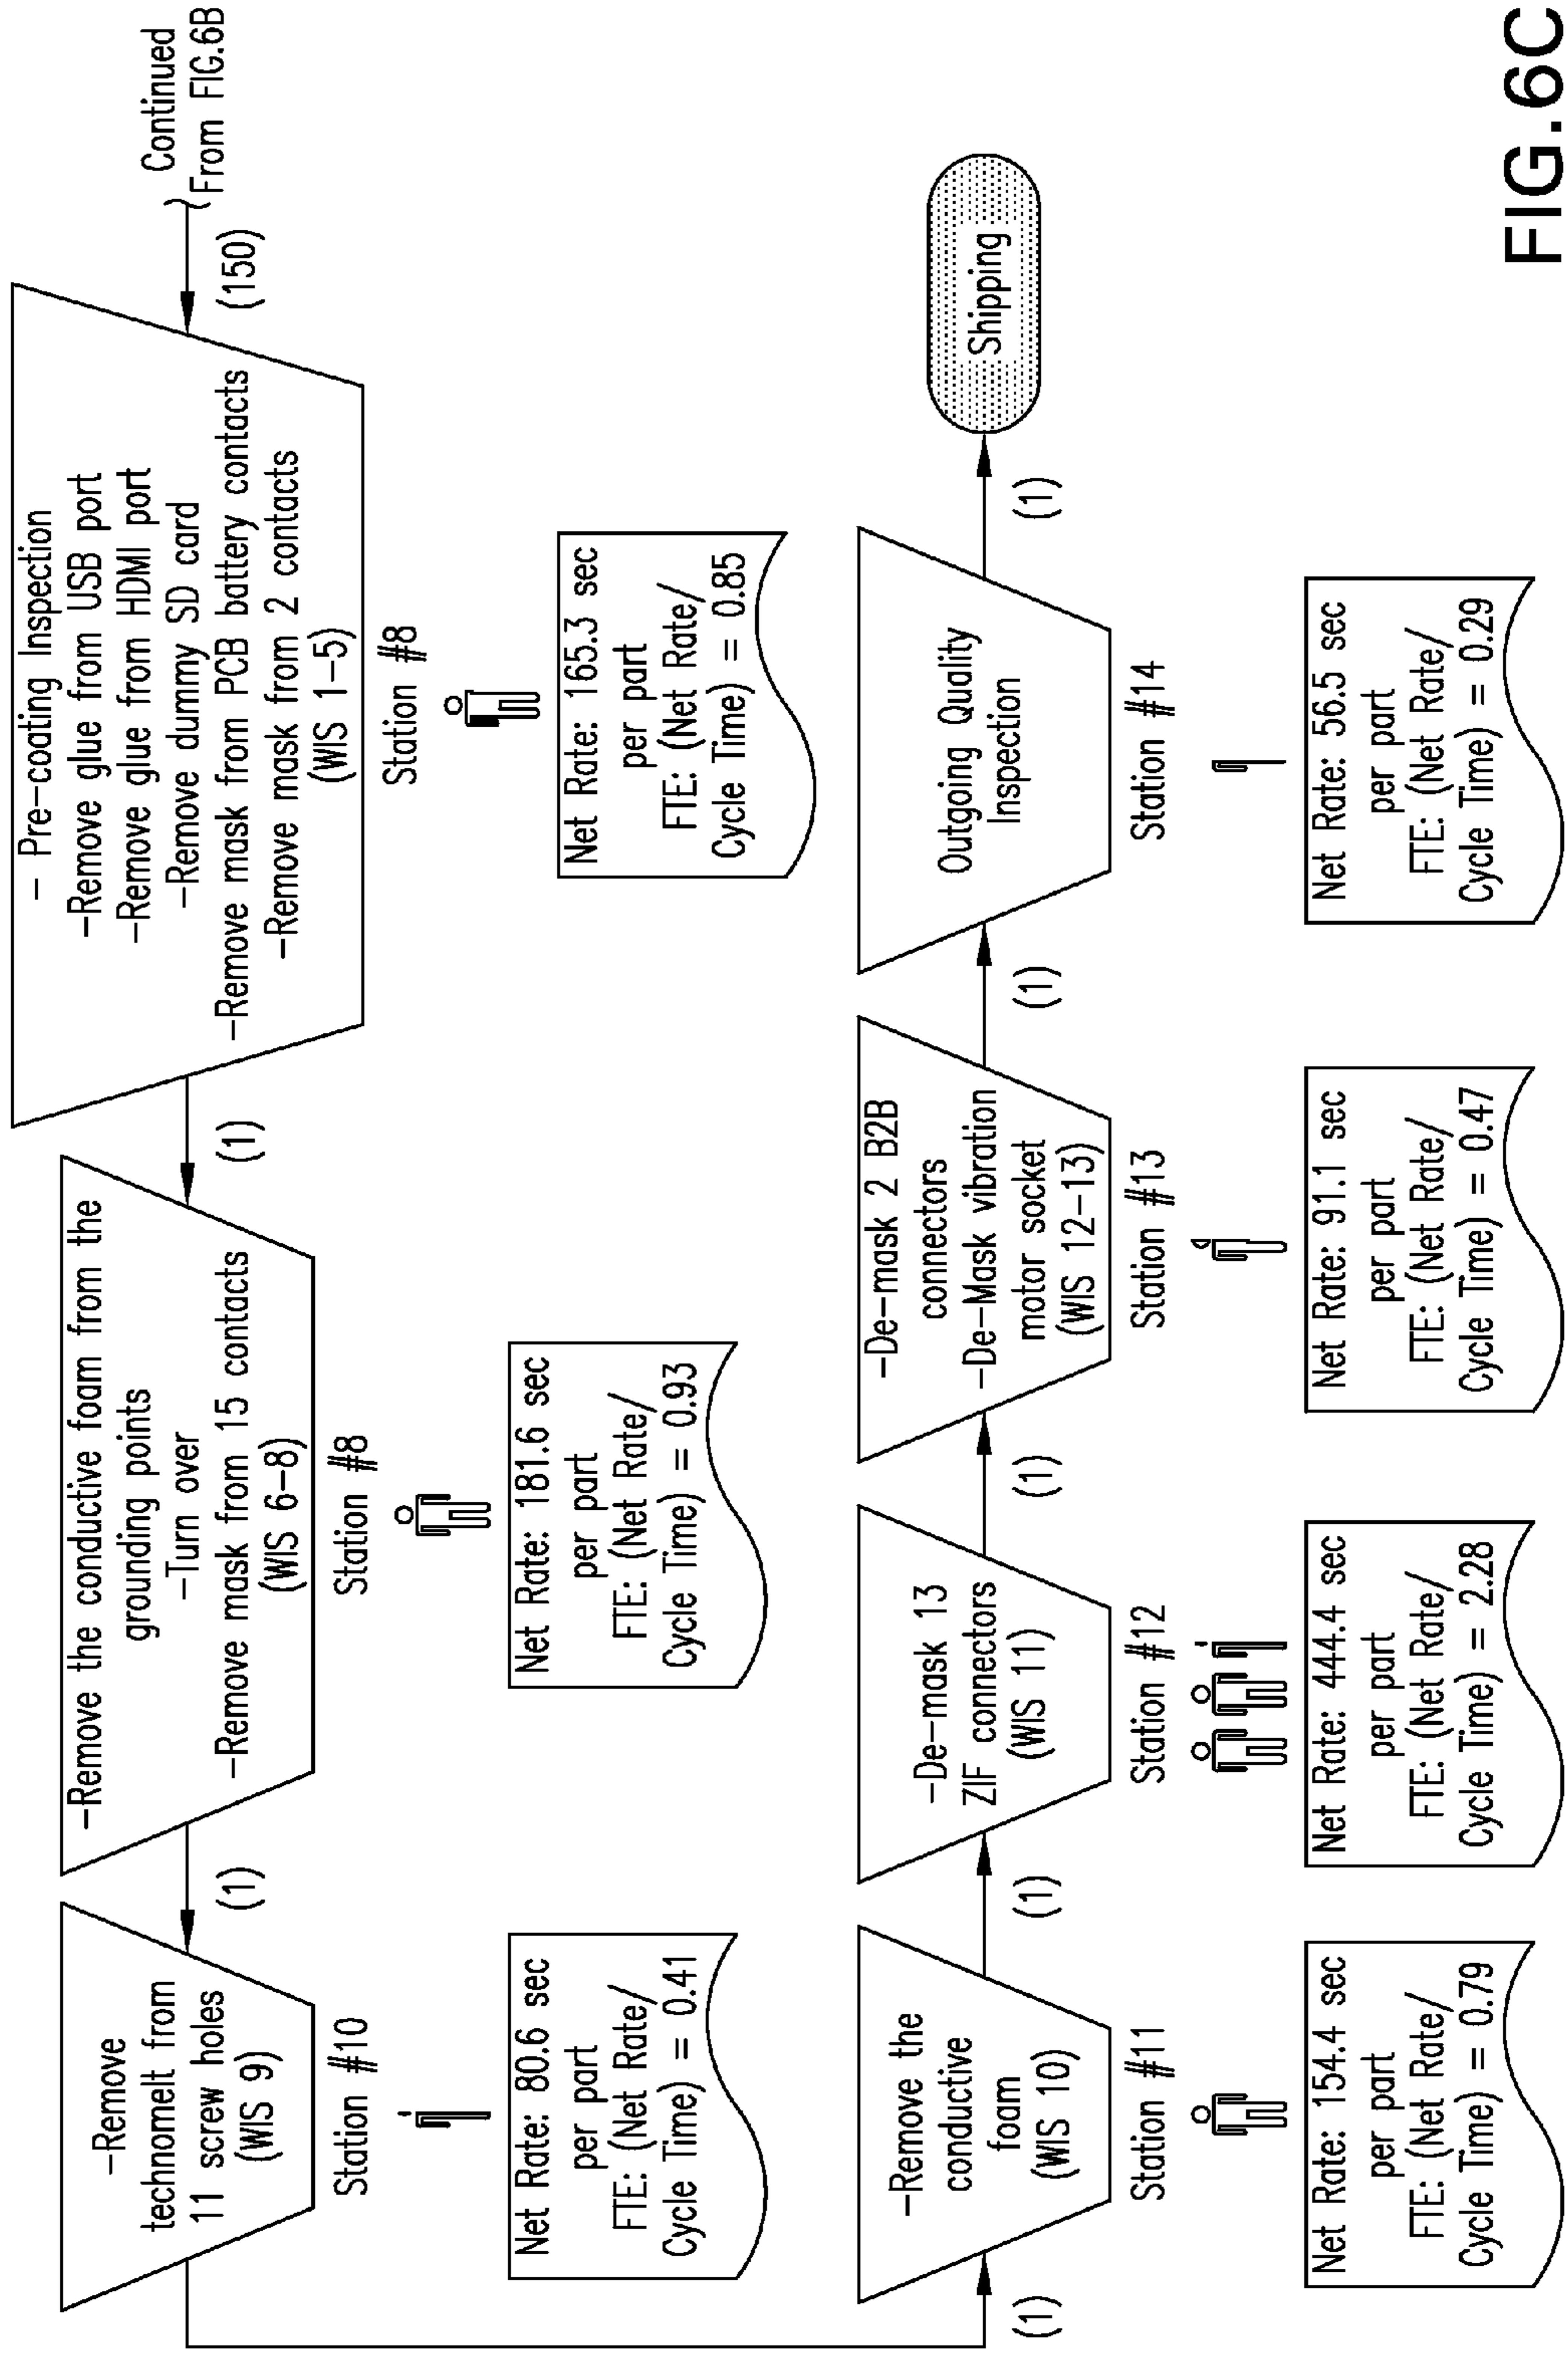 Continued
From FIG.6B
(150)
- Pre-coating Inspection
-Remove glue from USB port
-Remove glue from HDMI port
-Remove dummy SD card
-Remove mask from PCB battery contacts
-Remove mask from 2 contacts
(WIS 1-5)
Station #8
Net Rate: 165.3 sec
per part
FTE: (Net Rate/
Cycle Time) = 0.85
(1)
-Remove the conductive foam from the
grounding points
-Turn over
-Remove mask from 15 contacts
(WIS 6-8)
Station #8
Net Rate: 181.6 sec
per part
FTE: (Net Rate/
Cycle Time) = 0.93
(1)
-Remove
technomelt from
11 screw holes
(WIS 9)
Station #10
Net Rate: 80.6 sec
per part
FTE: (Net Rate/
Cycle Time) = 0.41
(1)
-Remove the
conductive
foam
(WIS 10)
Station #11
Net Rate: 154.4 sec
per part
FTE: (Net Rate/
Cycle Time) = 0.79
(1)
-De-mask 13
ZIF connectors
(WIS 11)
Station #12
Net Rate: 444.4 sec
per part
FTE: (Net Rate/
Cycle Time) = 2.28
(1)
-De-mask 2 B2B
connectors
-De-Mask vibration
motor socket
(WIS 12-13)
Station #13
Net Rate: 91.1 sec
per part
FTE: (Net Rate/
Cycle Time) = 0.47
(1)
Outgoing Quality
Inspection
Station #14
Net Rate: 56.5 sec
per part
FTE: (Net Rate/
Cycle Time) = 0.29
(1)
Shipping
FIG.6C